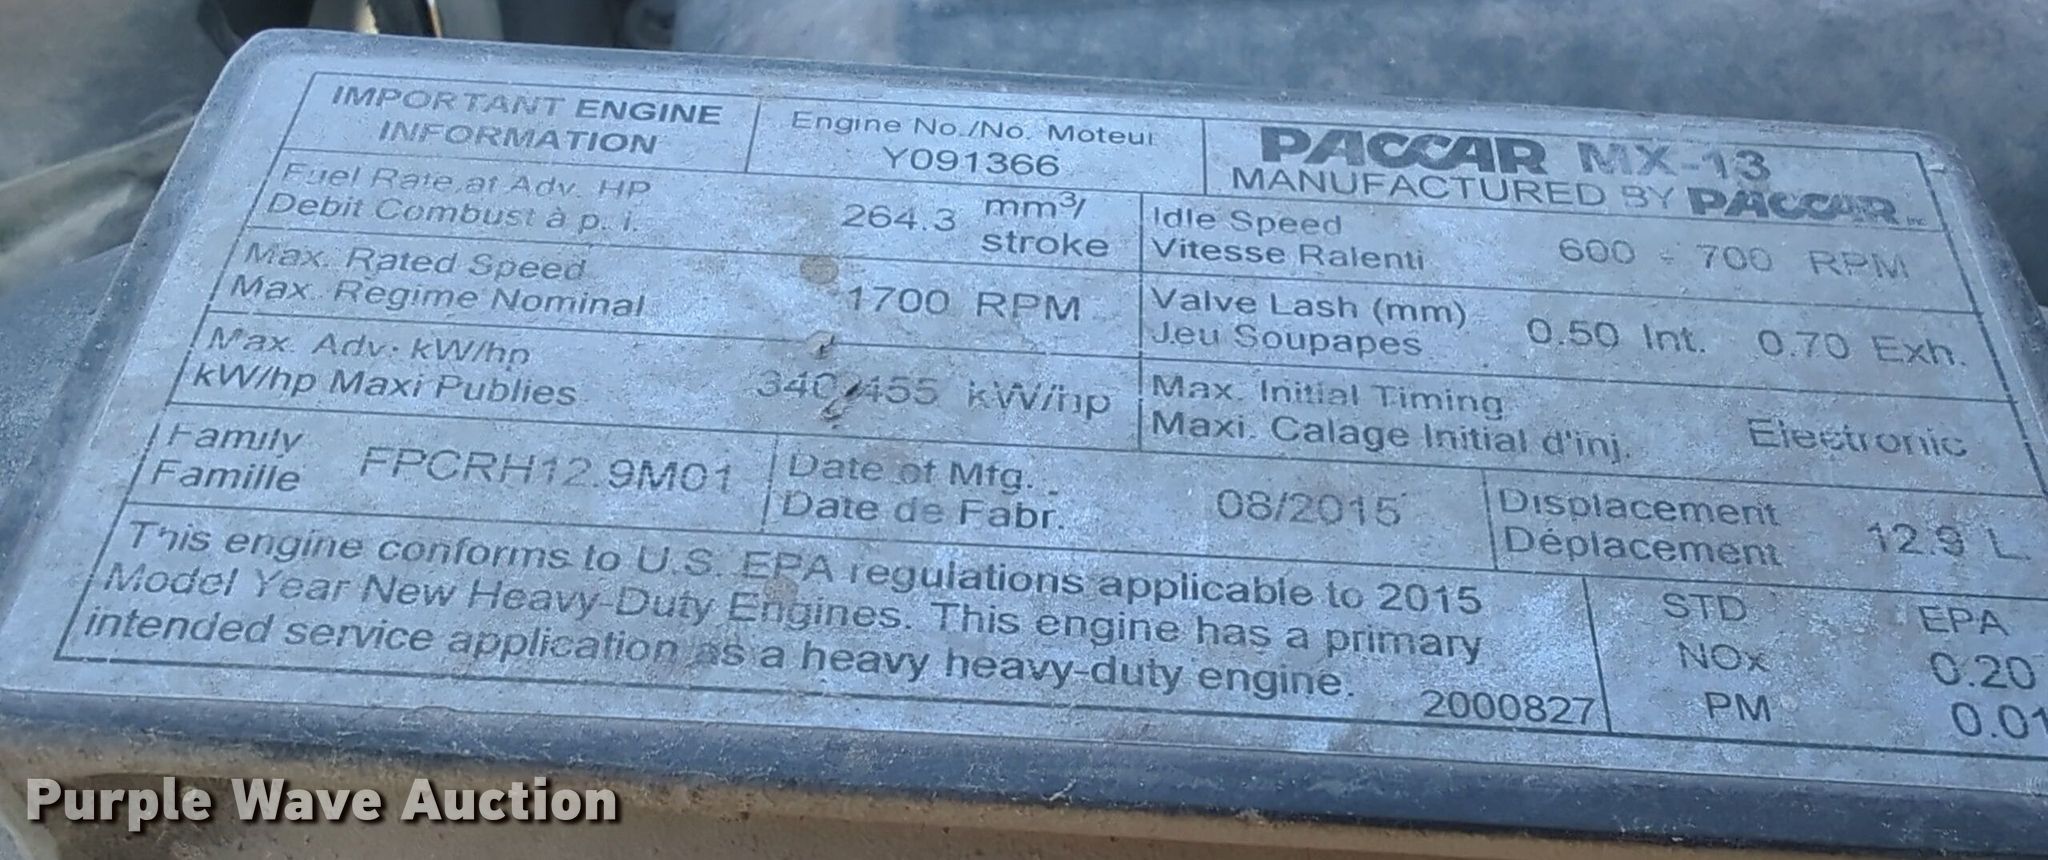 IMPORTANT ENGINE
INFORMATION
Engine No./No. Moteur
Y091366
PACCAR MX-13
MANUFACTURED BY PACCAR Inc
Fuel Rate at Adv. HP
Debit Combust à p. i.
264.3 mm3/
stroke
Idle Speed
Vitesse Ralenti
600 - 700 RPM
Max. Rated Speed
Max. Regime Nominal
1700 RPM
Valve Lash (mm)
Jeu Soupapes
0.50 Int. 0.70 Exh.
Max. Adv. kW/hp
kW/hp Maxi Publies
340/455 kW/hp
Max. Initial Timing
Maxi. Calage Initial d'inj.
Electronic
Family
Famille
FPCRH12.9M01
Date of Mfg.
Date de Fabr.
08/2015
Displacement
Déplacement
12.9 L.
This engine conforms to U.S. EPA regulations applicable to 2015
Model Year New Heavy-Duty Engines. This engine has a primary
intended service application as a heavy heavy-duty engine.
2000827
STD EPA
NOx 0.20
PM 0.01
Purple Wave Auction